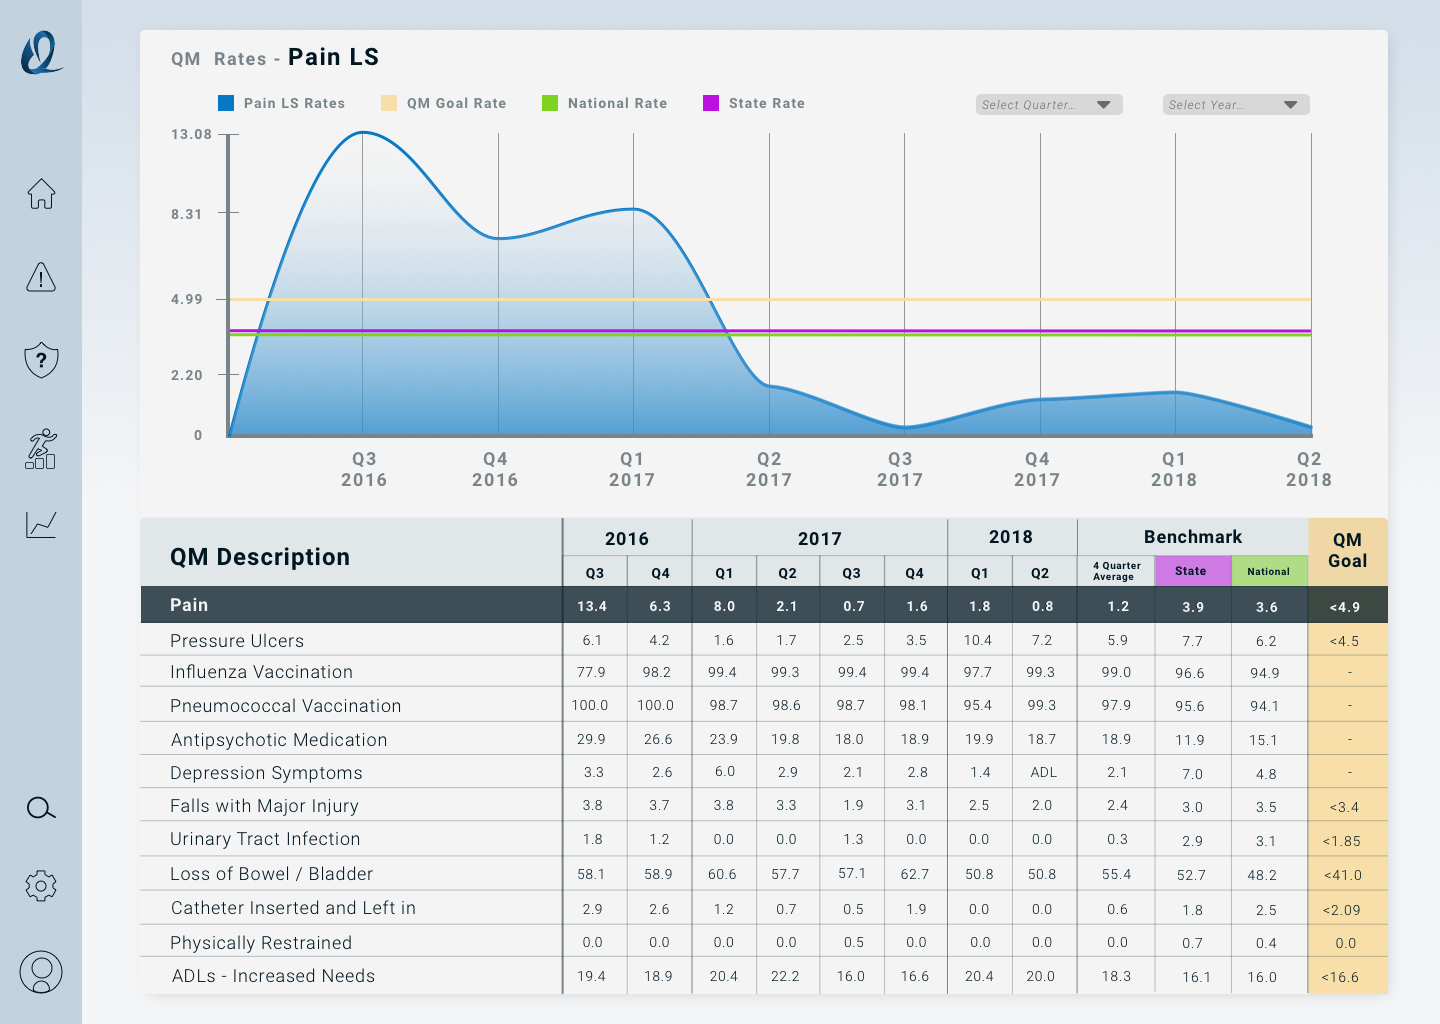 QM Rates - Pain LS
Pain LS Rates QM Goal Rate National Rate State Rate Select Quarter... Select Year...
13.08
8.31
4.99
2.20
0
Q3 Q4 Q1 Q2 Q3 Q4 Q1 Q2
2016 2016 2017 2017 2017 2017 2018 2018
?
QM Description 2016 2017 2018 Benchmark QM Goal
Q3 Q4 Q1 Q2 Q3 Q4 Q1 Q2 4 Quarter Average State National
Pain 13.4 6.3 8.0 2.1 0.7 1.6 1.8 0.8 1.2 3.9 3.6 <4.9
Pressure Ulcers 6.1 4.2 1.6 1.7 2.5 3.5 10.4 7.2 5.9 7.7 6.2 <4.5
Influenza Vaccination 77.9 98.2 99.4 99.3 99.4 99.4 97.7 99.3 99.0 96.6 94.9 -
Pneumococcal Vaccination 100.0 100.0 98.7 98.6 98.7 98.1 95.4 99.3 97.9 95.6 94.1 -
Antipsychotic Medication 29.9 26.6 23.9 19.8 18.0 18.9 19.9 18.7 18.9 11.9 15.1 -
Depression Symptoms 3.3 2.6 6.0 2.9 2.1 2.8 1.4 ADL 2.1 7.0 4.8 -
Falls with Major Injury 3.8 3.7 3.8 3.3 1.9 3.1 2.5 2.0 2.4 3.0 3.5 <3.4
Urinary Tract Infection 1.8 1.2 0.0 0.0 1.3 0.0 0.0 0.0 0.3 2.9 3.1 <1.85
Loss of Bowel / Bladder 58.1 58.9 60.6 57.7 57.1 62.7 50.8 50.8 55.4 52.7 48.2 <41.0
Catheter Inserted and Left in 2.9 2.6 1.2 0.7 0.5 1.9 0.0 0.0 0.6 1.8 2.5 <2.09
Physically Restrained 0.0 0.0 0.0 0.0 0.5 0.0 0.0 0.0 0.0 0.7 0.4 0.0
ADLs - Increased Needs 19.4 18.9 20.4 22.2 16.0 16.6 20.4 20.0 18.3 16.1 16.0 <16.6